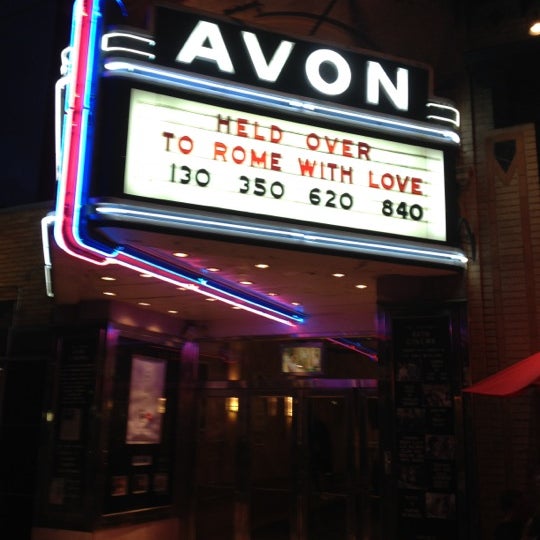 AVON
HELD OVER
TO ROME WITH LOVE
130 350 620 840